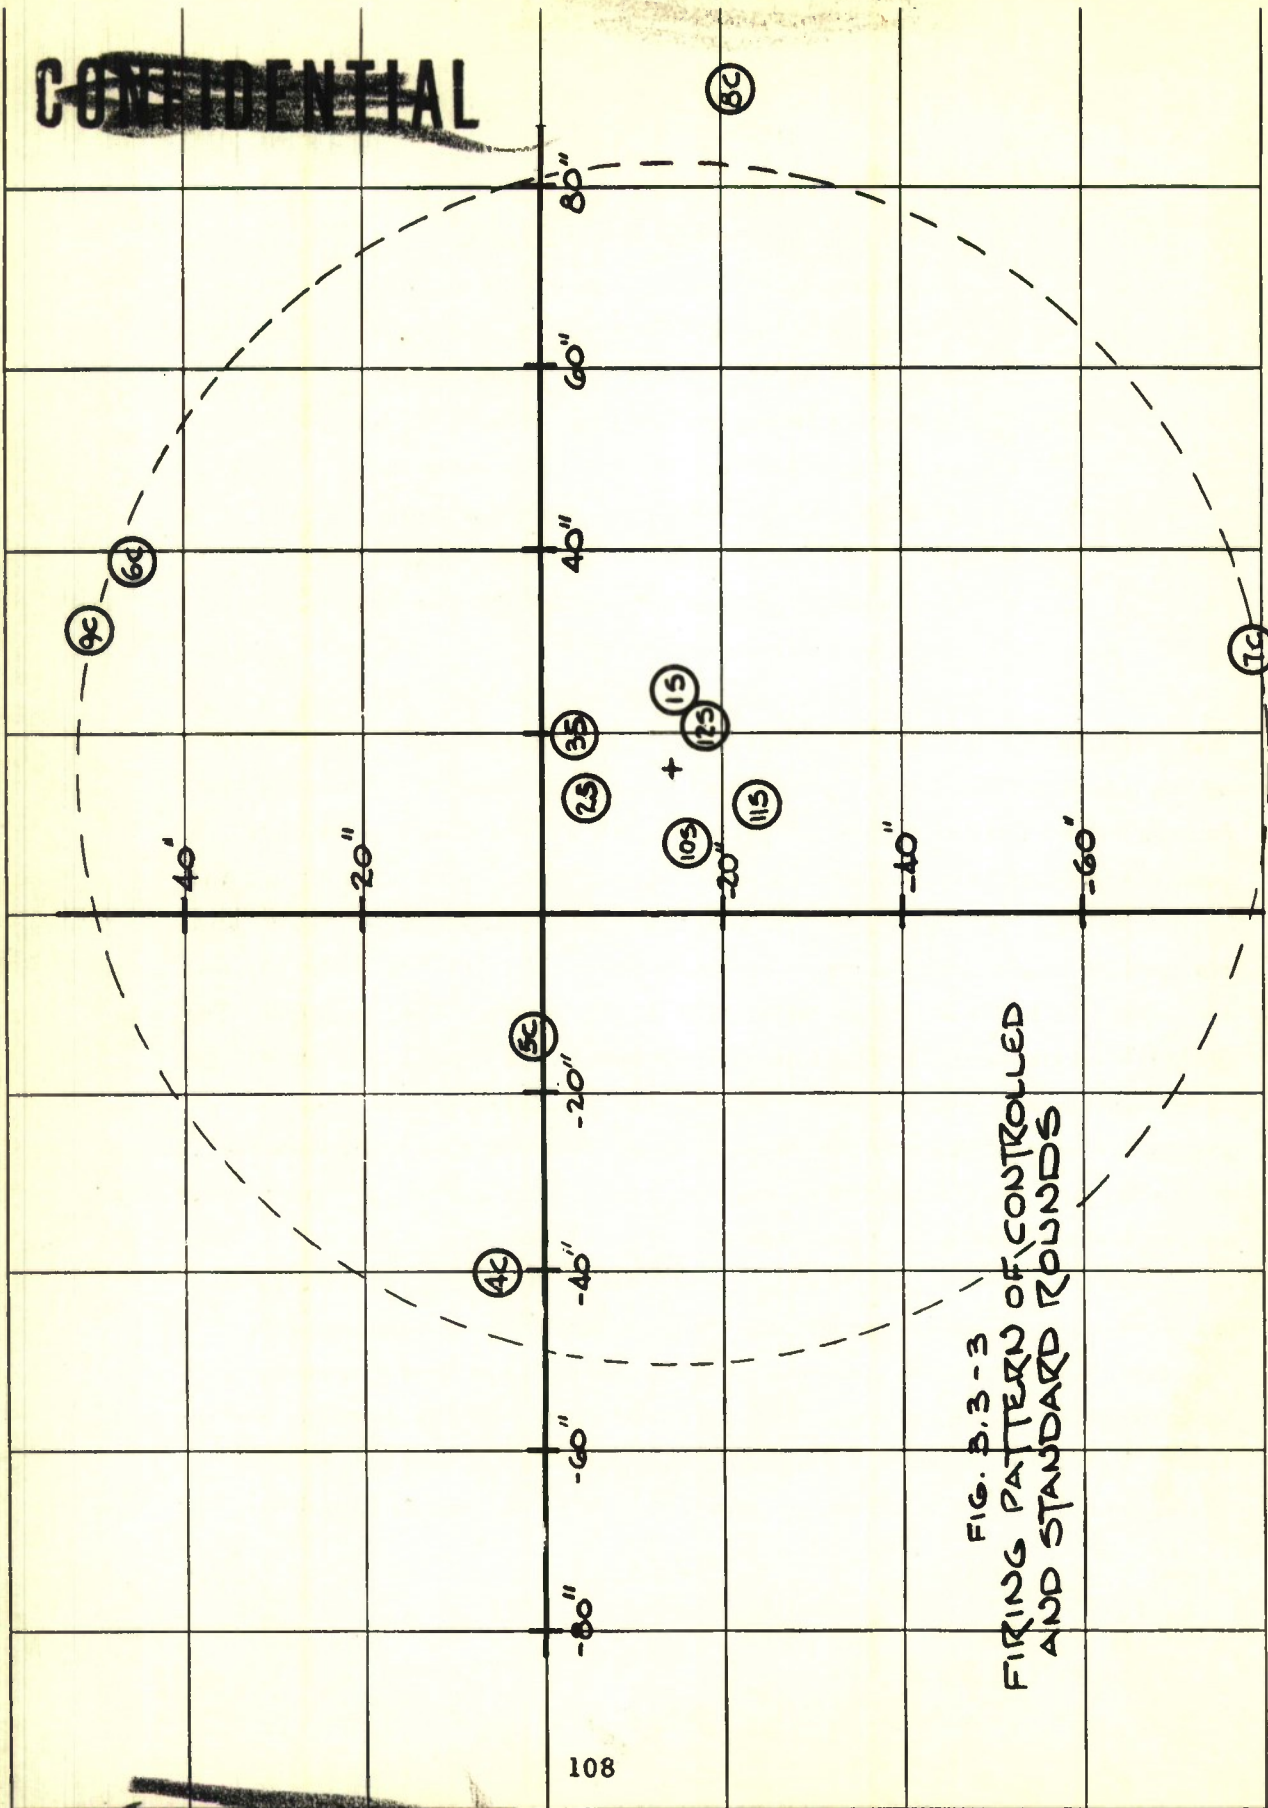 CONFIDENTIAL
8C
80"
60"
40"
6C
9C
7C
1S
12S
3S
2S
11S
10S
40"
20"
-20"
-40"
-60"
5C
-20"
4C
-40"
-60"
-80"
FIG. 3.3-3
FIRING PATTERN OF CONTROLLED
AND STANDARD ROUNDS
108